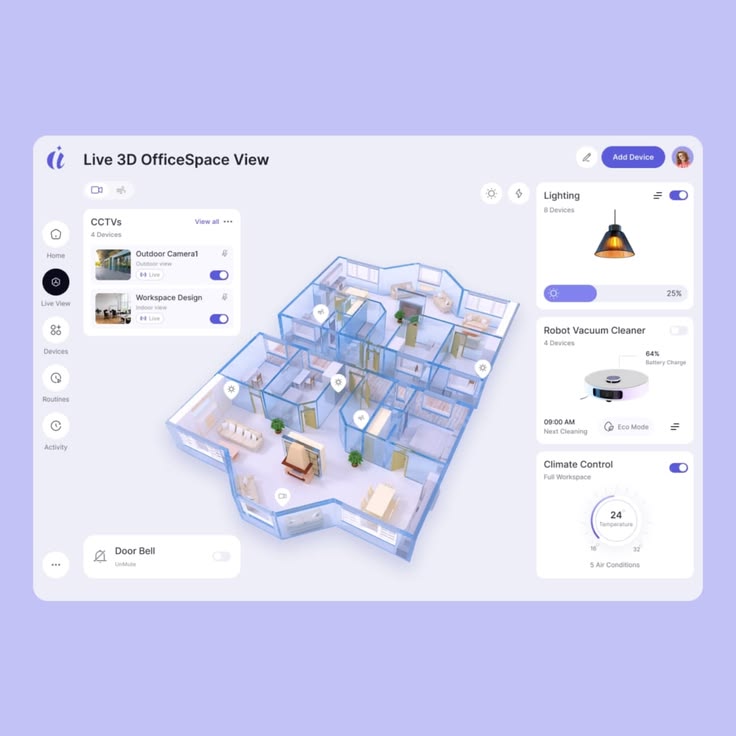 Live 3D OfficeSpace View
Add Device
CCTVs
View all
4 Devices
Outdoor Camera1
Outdoor view
Live
Workspace Design
Indoor view
Live
Home
Live View
Devices
Routines
Activity
Door Bell
UnMute
Lighting
8 Devices
25%
Robot Vacuum Cleaner
4 Devices
64%
Battery Charge
09:00 AM
Next Cleaning
Eco Mode
Climate Control
Full Workspace
24
Temperature
16
32
5 Air Conditions